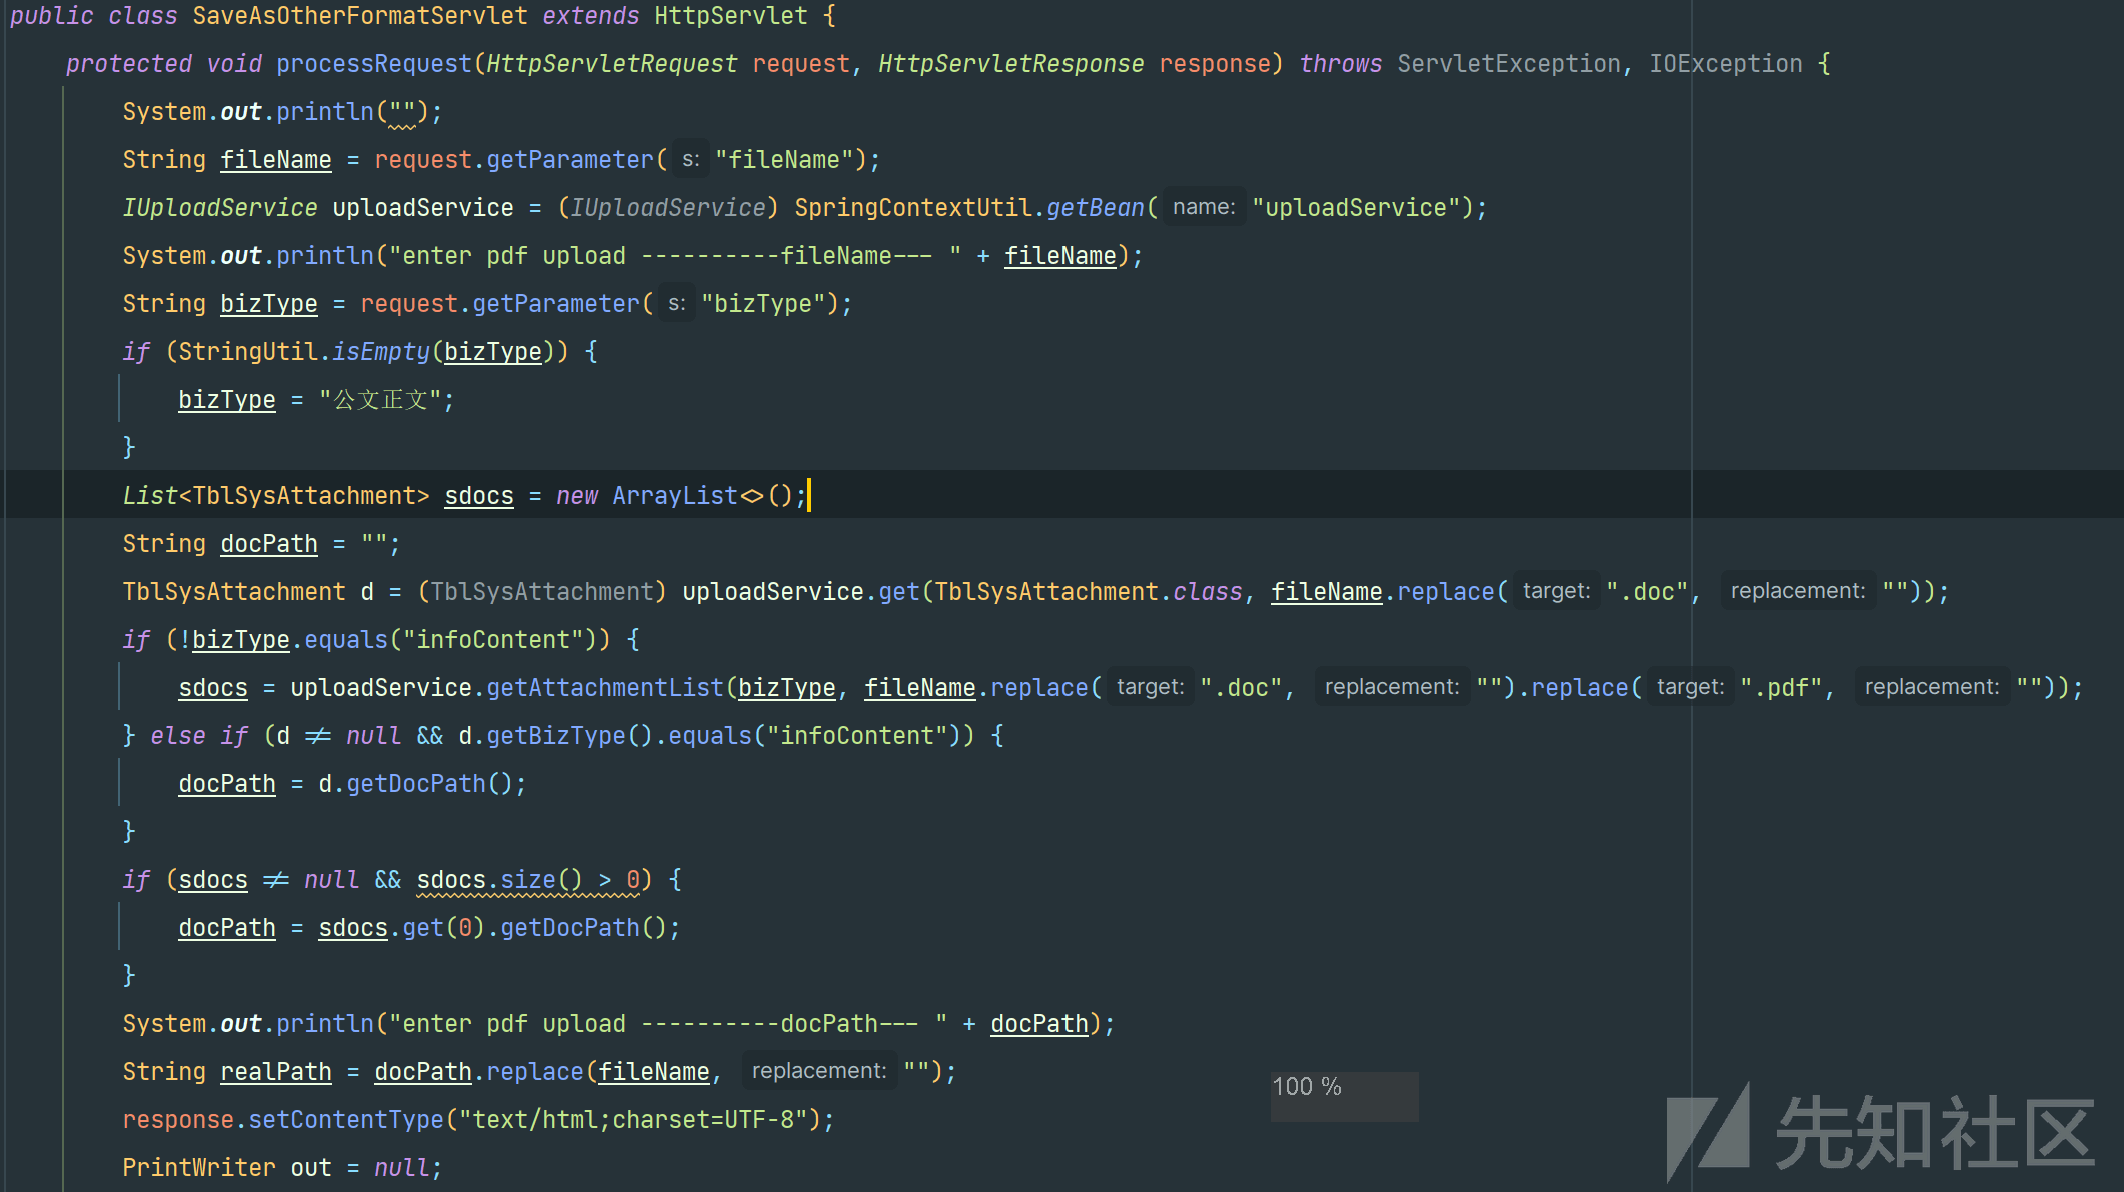 public class SaveAsOtherFormatServlet extends HttpServlet {
protected void processRequest(HttpServletRequest request, HttpServletResponse response) throws ServletException, IOException {
System.out.println("");
String fileName = request.getParameter( s: "fileName");
IUploadService uploadService = (IUploadService) SpringContextUtil.getBean( name: "uploadService");
System.out.println("enter pdf upload ----------fileName--- " + fileName);
String bizType = request.getParameter( s: "bizType");
if (StringUtil.isEmpty(bizType)) {
bizType = "公文正文";
}
List<TblSysAttachment> sdocs = new ArrayList<>();
String docPath = "";
TblSysAttachment d = (TblSysAttachment) uploadService.get(TblSysAttachment.class, fileName.replace( target: ".doc", replacement: ""));
if (!bizType.equals("infoContent")) {
sdocs = uploadService.getAttachmentList(bizType, fileName.replace( target: ".doc", replacement: "").replace( target: ".pdf", replacement: ""));
} else if (d ≠ null && d.getBizType().equals("infoContent")) {
docPath = d.getDocPath();
}
if (sdocs ≠ null && sdocs.size() > 0) {
docPath = sdocs.get(0).getDocPath();
}
System.out.println("enter pdf upload ----------docPath--- " + docPath);
String realPath = docPath.replace(fileName, replacement: "");
response.setContentType("text/html;charset=UTF-8");
PrintWriter out = null;
100 %
先知社区